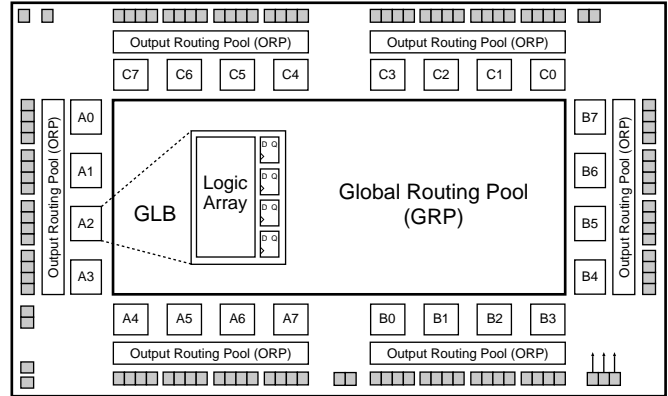 Output Routing Pool (ORP) Output Routing Pool (ORP)
C7 C6 C5 C4 C3 C2 C1 C0
Output Routing Pool (ORP)
A0
A1
A2
A3
GLB
Logic
Array
D Q
D Q
D Q
D Q
Global Routing Pool
(GRP)
B7
B6
B5
B4
Output Routing Pool (ORP)
A4 A5 A6 A7 B0 B1 B2 B3
Output Routing Pool (ORP) Output Routing Pool (ORP)